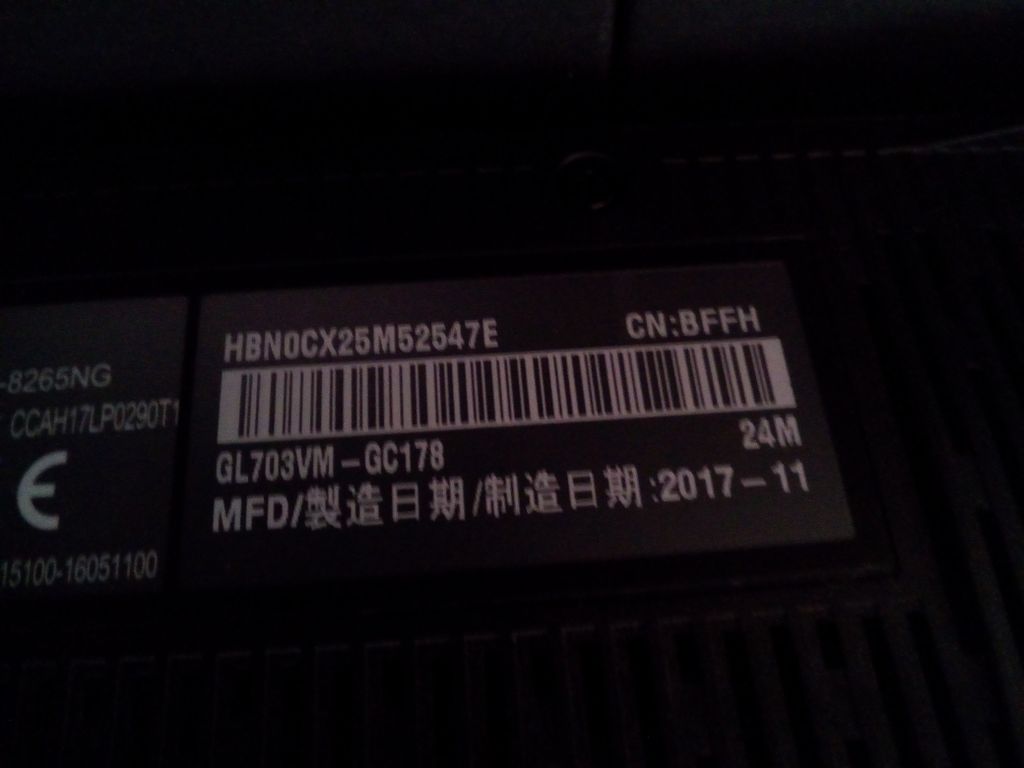 -8265NG
CCAH17LP0290T1
CE
15100-16051100
HBN0CX25M52547E CN:BFFH
GL703VM-GC178 24M
MFD/製造日期/制造日期:2017-11